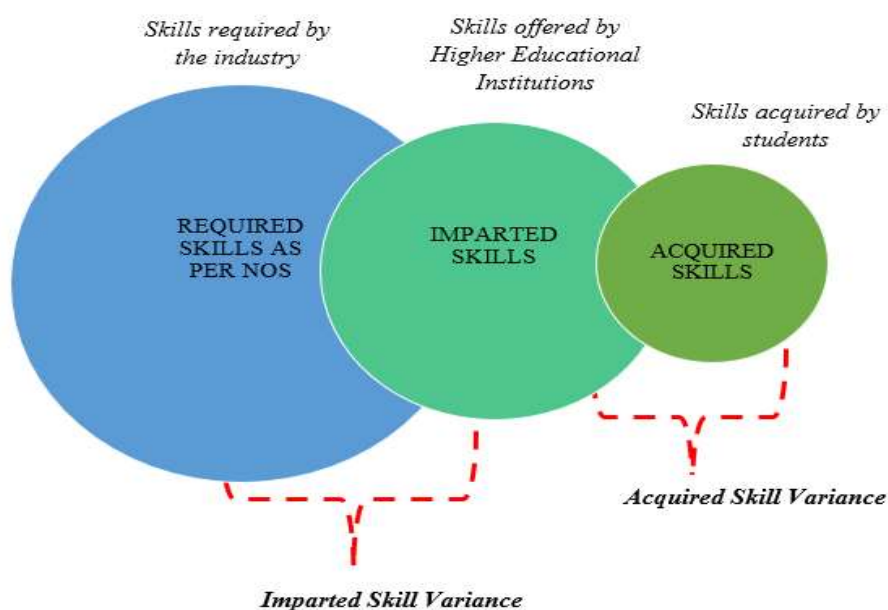 Skills required by
the industry
Skills offered by
Higher Educational
Institutions
Skills acquired by
students
REQUIRED
SKILLS AS
PER NOS
IMPARTED
SKILLS
ACQUIRED
SKILLS
Acquired Skill Variance
Imparted Skill Variance